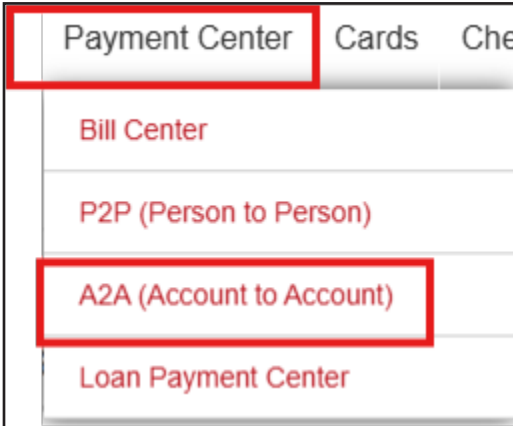 Payment Center Cards Che
Bill Center
P2P (Person to Person)
A2A (Account to Account)
Loan Payment Center